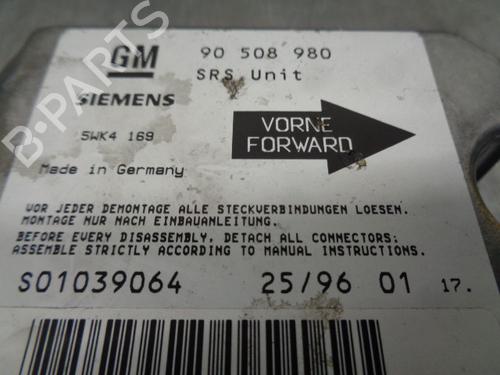 GM 90 508 980
SRS Unit
SIEMENS
5WK4 169
VORNE
FORWARD
Made in Germany
VOR JEDER DEMONTAGE ALLE STECKVERBINDUNGEN LOESEN.
MONTAGE NUR NACH EINBAUANLEITUNG.
BEFORE EVERY DISASSEMBLY, DETACH ALL CONNECTORS;
ASSEMBLE STRICTLY ACCORDING TO MANUAL INSTRUCTIONS.
S01039064 25/96 01 17.
B-PARTS